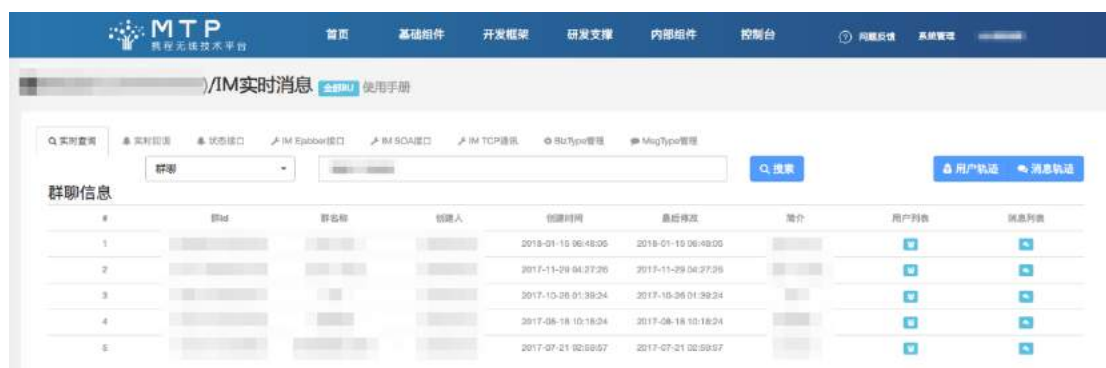 MTP 首页 基础组件 开发框架 研发支撑 内部组件 控制台 问题反馈 系统管理
携程无线技术平台
)/IM实时消息 全部BU 使用手册
实时查询 实时回溯 状态接口 IM Ejabber接口 IM SOA接口 IM TCP通讯 BizType管理 MsgType管理
群聊 搜索 用户轨迹 消息轨迹
群聊信息
# 群Id 群名称 创建人 创建时间 最后修改 简介 用户列表 消息列表
1 2018-01-15 06:48:05 2018-01-15 06:48:05
2 2017-11-29 04:27:26 2017-11-29 04:27:26
3 2017-10-26 01:39:24 2017-10-26 01:39:24
4 2017-08-18 10:18:24 2017-08-18 10:18:24
5 2017-07-21 02:59:57 2017-07-21 02:59:57